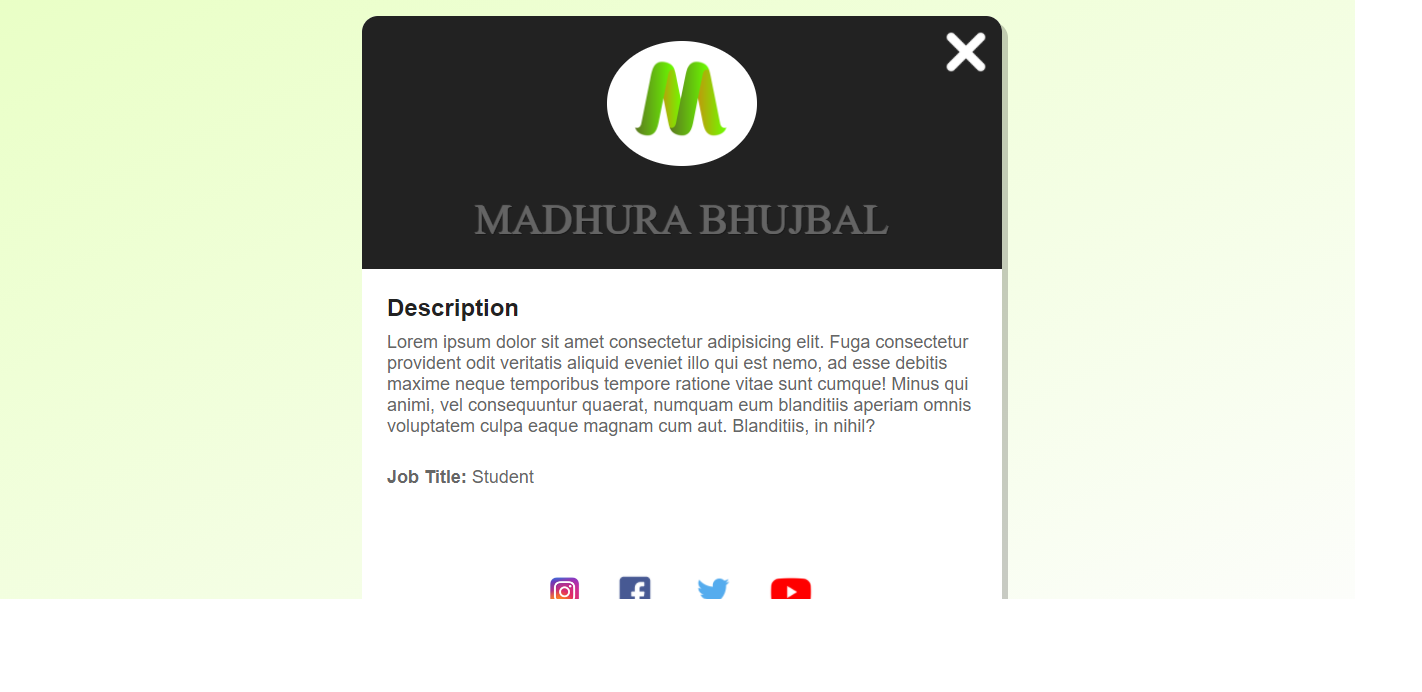 M
MADHURA BHUJBAL
Description
Lorem ipsum dolor sit amet consectetur adipisicing elit. Fuga consectetur
provident odit veritatis aliquid eveniet illo qui est nemo, ad esse debitis
maxime neque temporibus tempore ratione vitae sunt cumque! Minus qui
animi, vel consequuntur quaerat, numquam eum blanditiis aperiam omnis
voluptatem culpa eaque magnam cum aut. Blanditiis, in nihil?
Job Title: Student